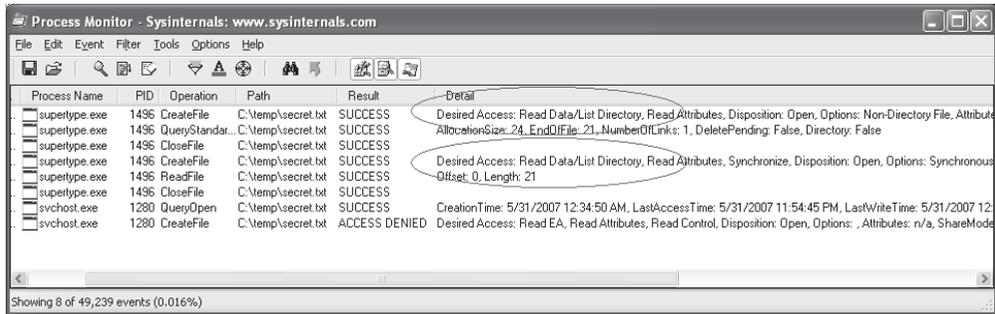 Process Monitor - Sysinternals: www.sysinternals.com
File Edit Event Filter Tools Options Help
Process Name PID Operation Path Result Detail
supertype.exe 1496 CreateFile C:\temp\secret.txt SUCCESS Desired Access: Read Data/List Directory, Read Attributes, Disposition: Open, Options: Non-Directory File, Attribute
supertype.exe 1496 QueryStandar... C:\temp\secret.txt SUCCESS AllocationSize: 24, EndOfFile: 21, NumberOfLinks: 1, DeletePending: False, Directory: False
supertype.exe 1496 CloseFile C:\temp\secret.txt SUCCESS
supertype.exe 1496 CreateFile C:\temp\secret.txt SUCCESS Desired Access: Read Data/List Directory, Read Attributes, Synchronize, Disposition: Open, Options: Synchronous
supertype.exe 1496 ReadFile C:\temp\secret.txt SUCCESS Offset: 0, Length: 21
supertype.exe 1496 CloseFile C:\temp\secret.txt SUCCESS
svchost.exe 1280 QueryOpen C:\temp\secret.txt SUCCESS CreationTime: 5/31/2007 12:34:50 AM, LastAccessTime: 5/31/2007 11:54:45 PM, LastWriteTime: 5/31/2007 12:
svchost.exe 1280 CreateFile C:\temp\secret.txt ACCESS DENIED Desired Access: Read EA, Read Attributes, Read Control, Disposition: Open, Options: , Attributes: n/a, ShareMode
Showing 8 of 49,239 events (0.016%)